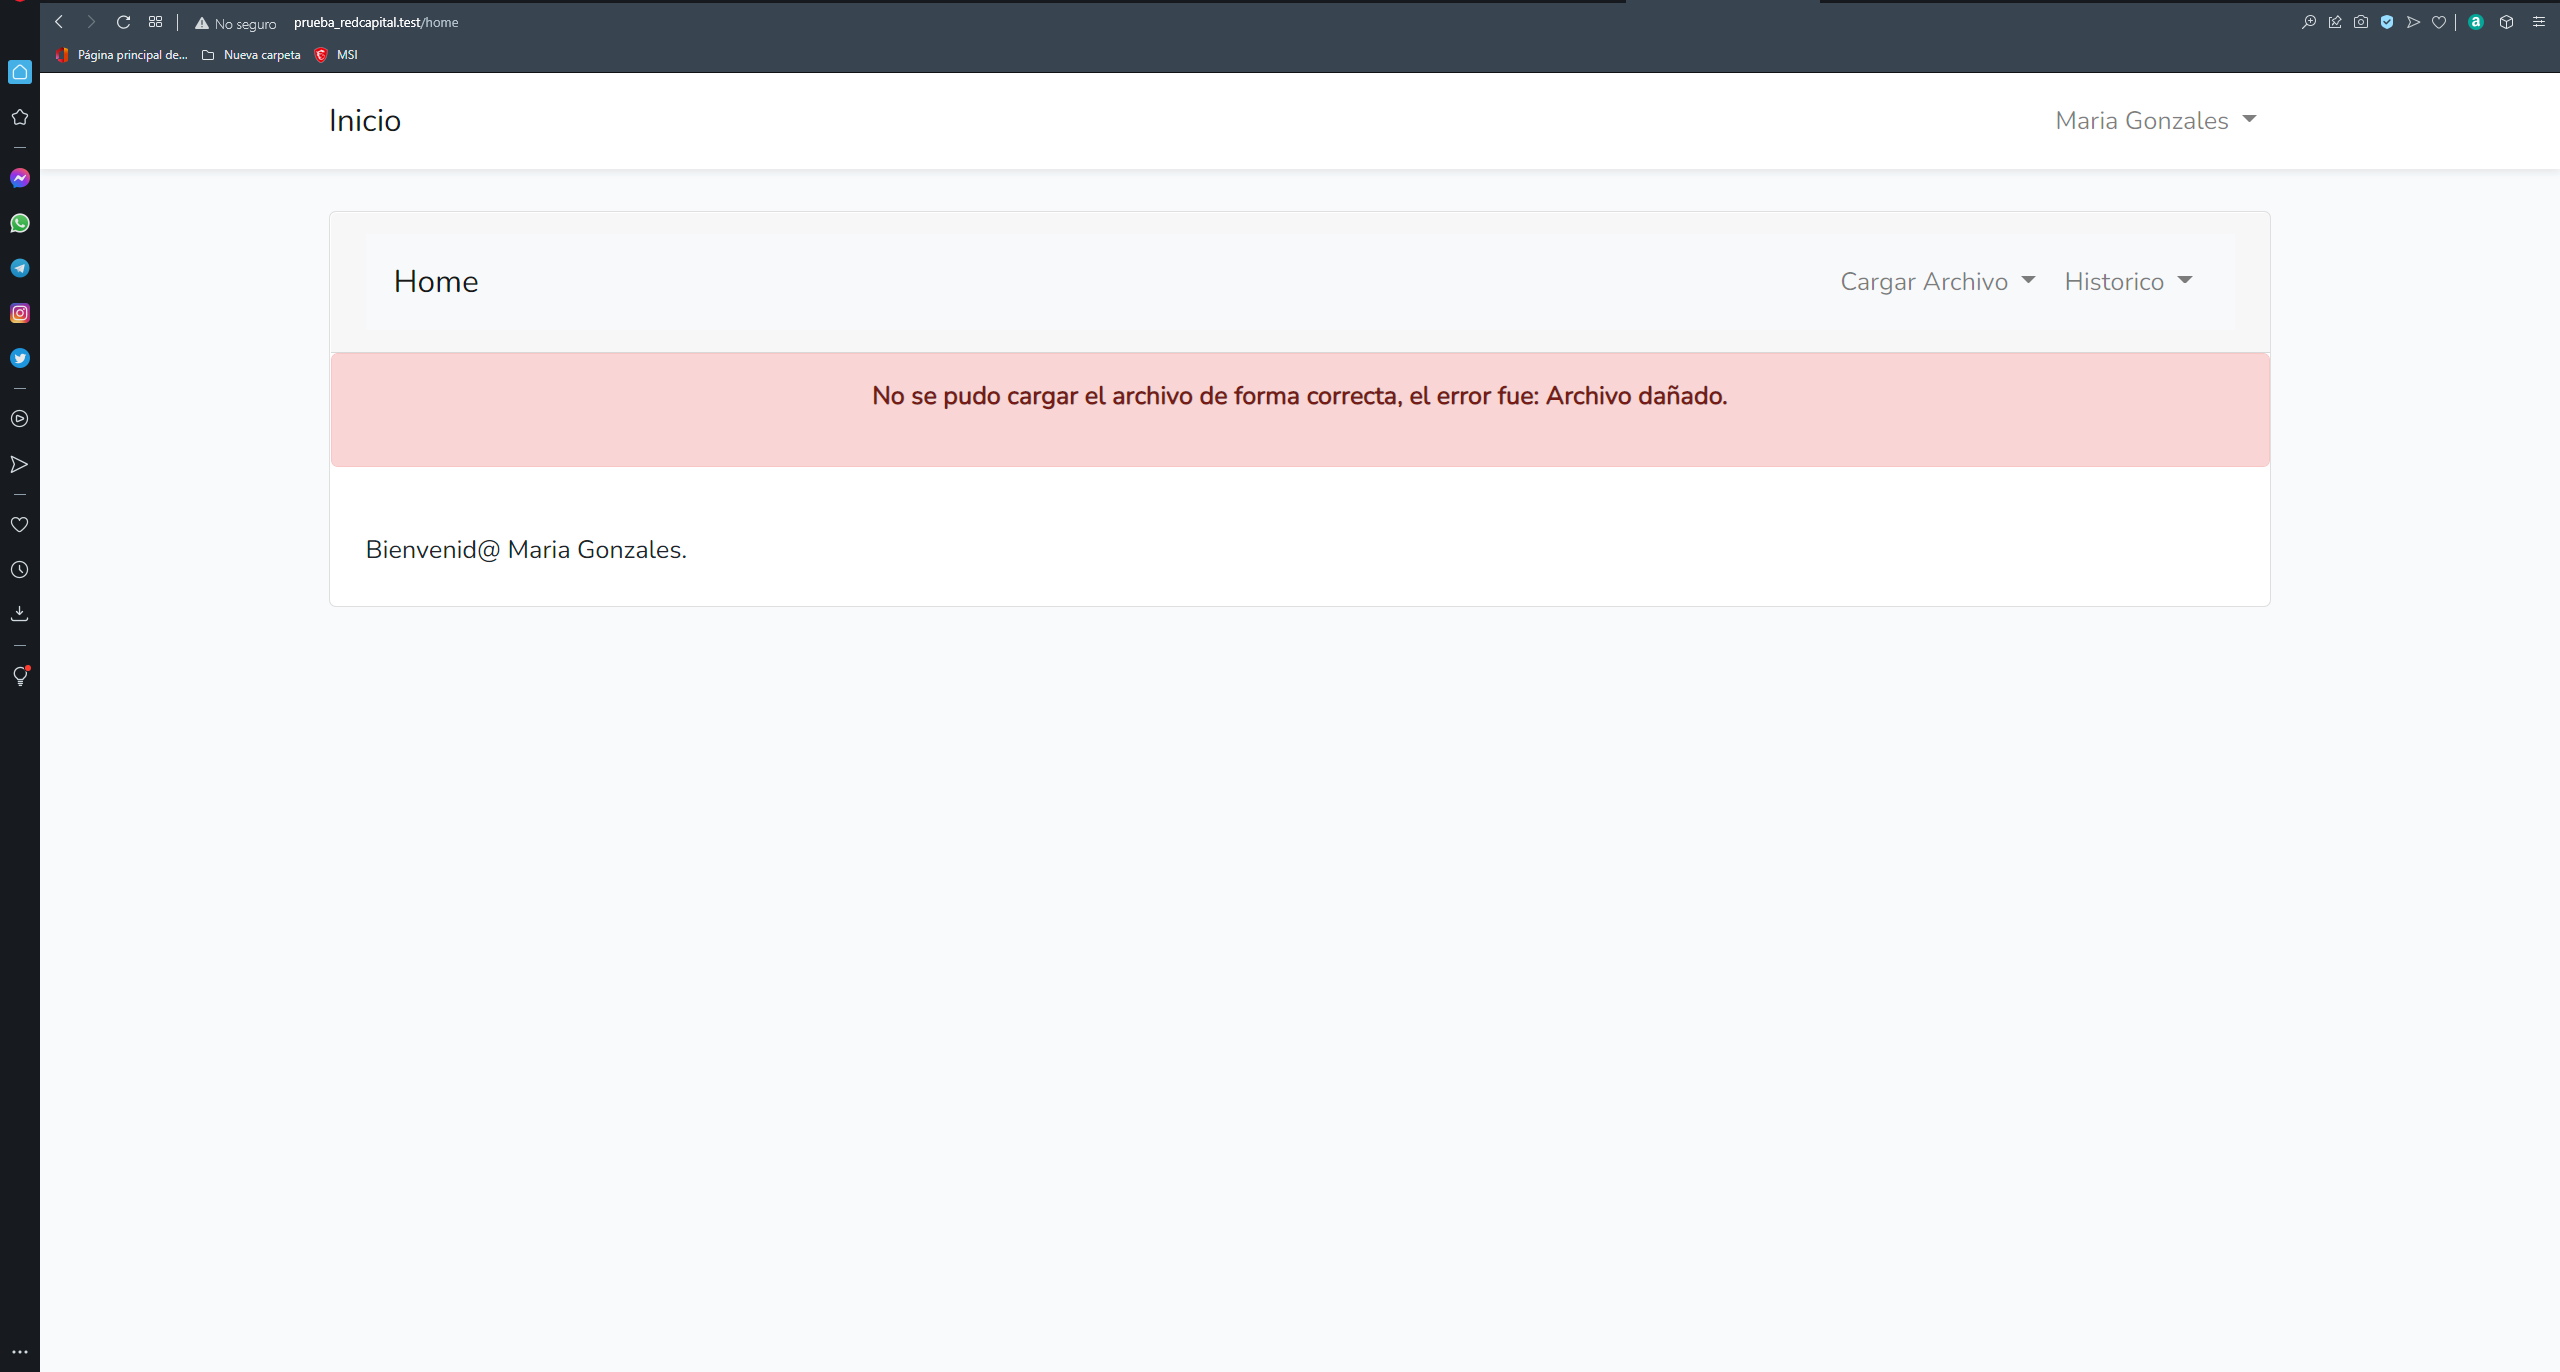 No seguro prueba_redcapital.test/home
Página principal de... Nueva carpeta MSI
Inicio Maria Gonzales
Home Cargar Archivo Historico
No se pudo cargar el archivo de forma correcta, el error fue: Archivo dañado.
Bienvenid@ Maria Gonzales.